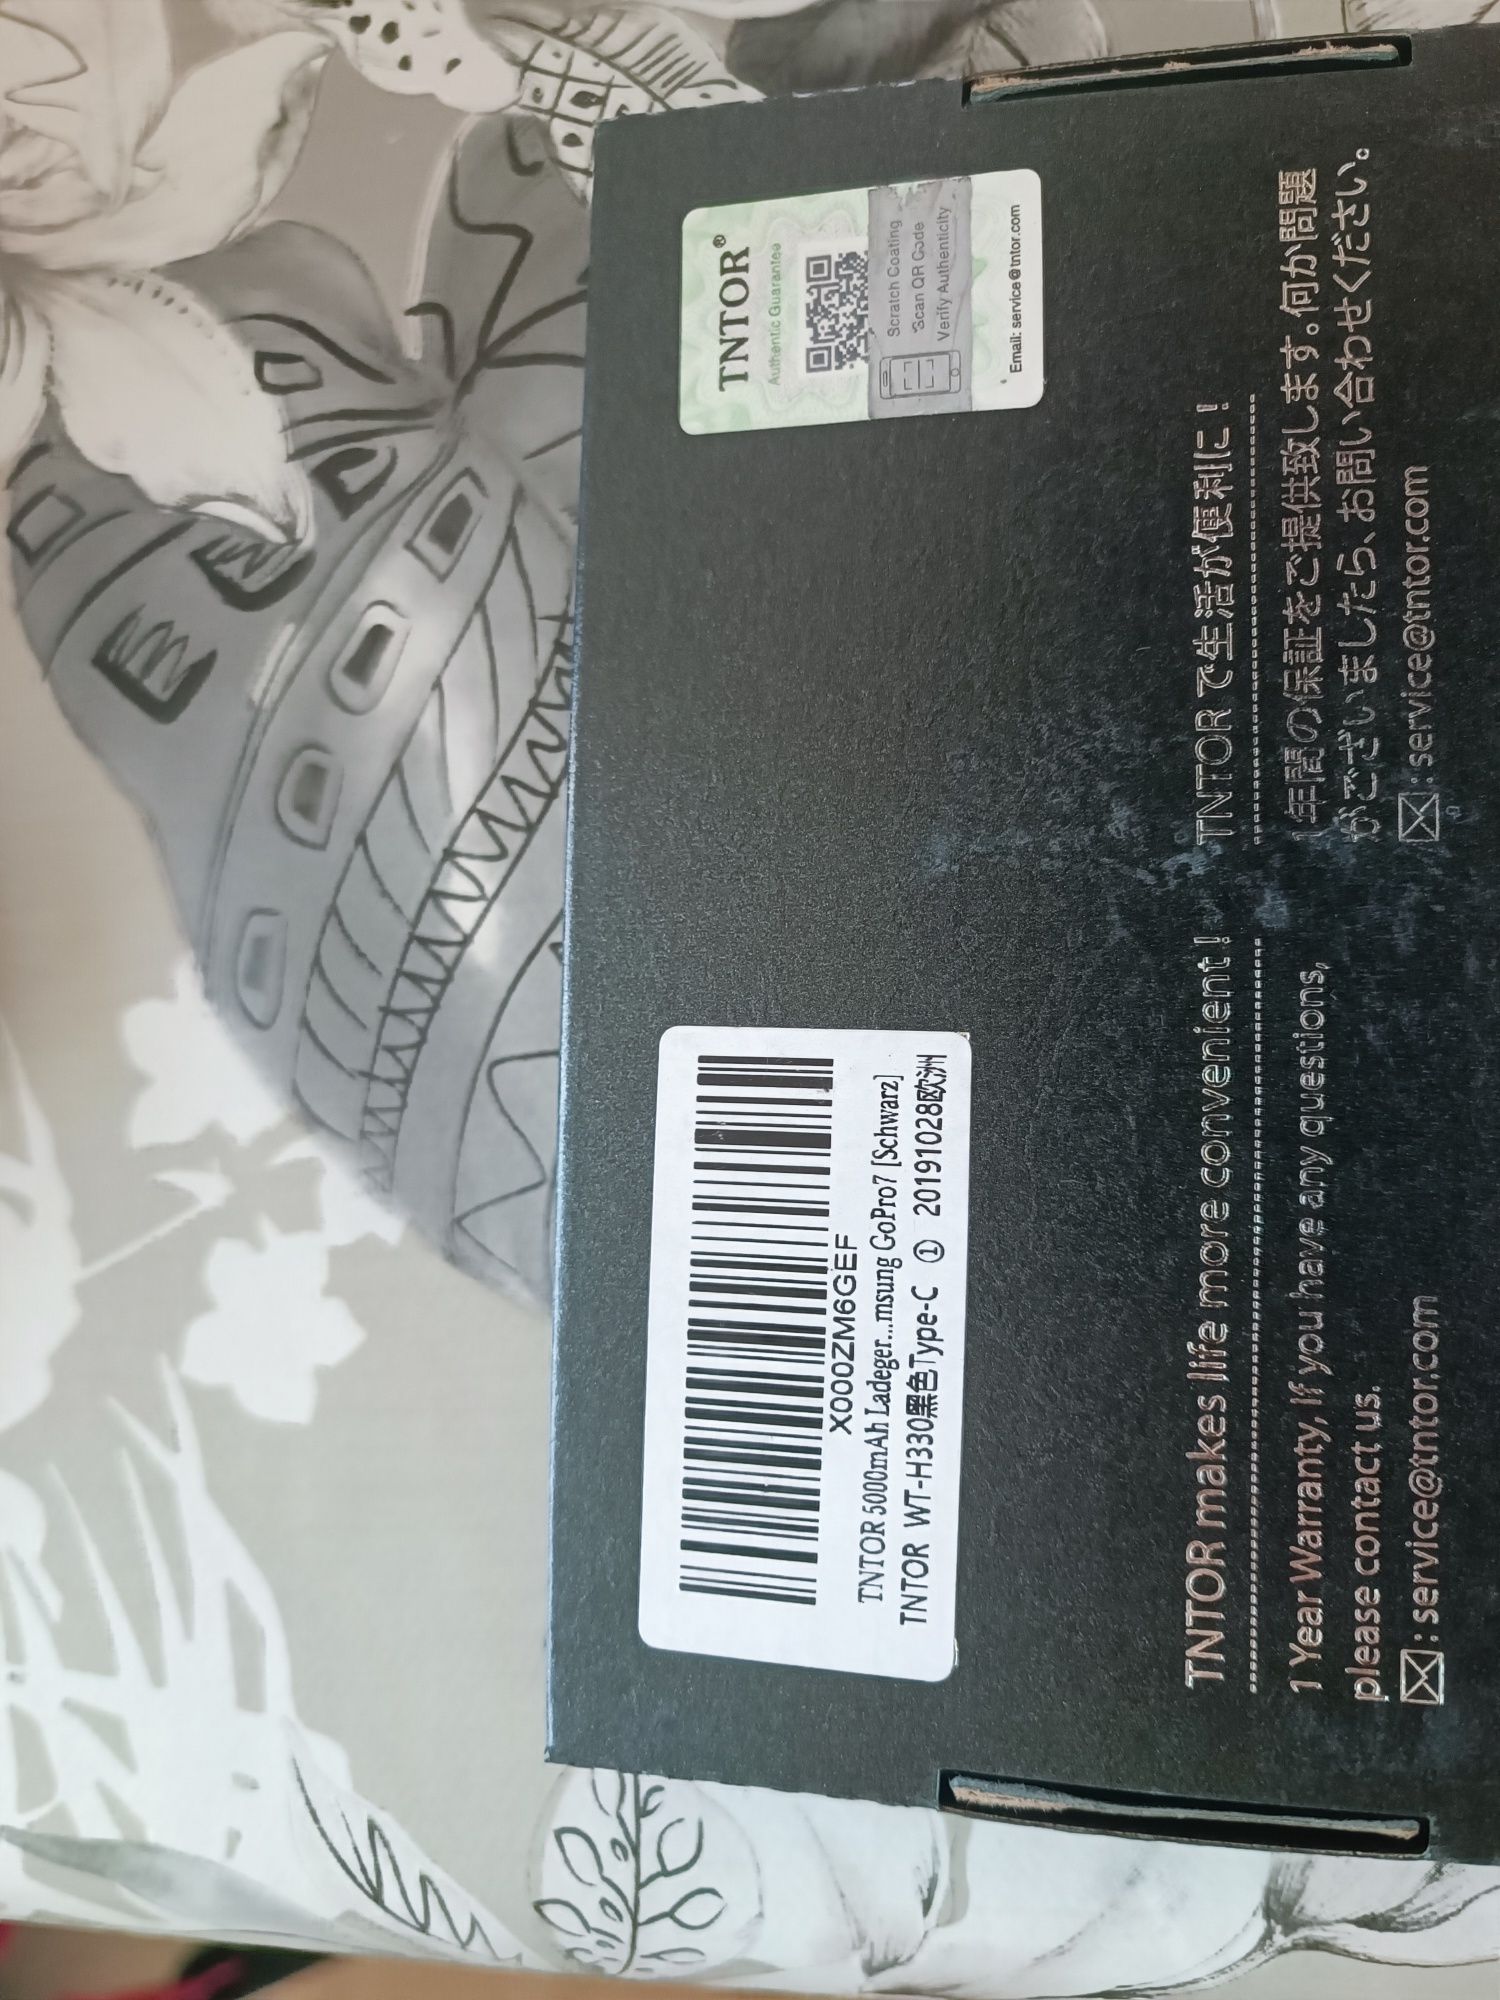 X000ZM6GEF
TNTOR 5000mAh Ladeger...msung GoPro7 [Schwarz]
TNTOR WT-H330黑色Type-C ① 20191028欧洲
TNTOR®
Authentic Guarantee
Scratch Coating
Scan QR Code
Verify Authenticity
Email: service@tntor.com
TNTOR makes life more convenient !
1 Year Warranty, If you have any questions,
please contact us.
: service@tntor.com
TNTOR で生活が便利に！
1年間の保証をご提供致します。何か問題
がございましたら、お問い合わせください。
: service@tntor.com